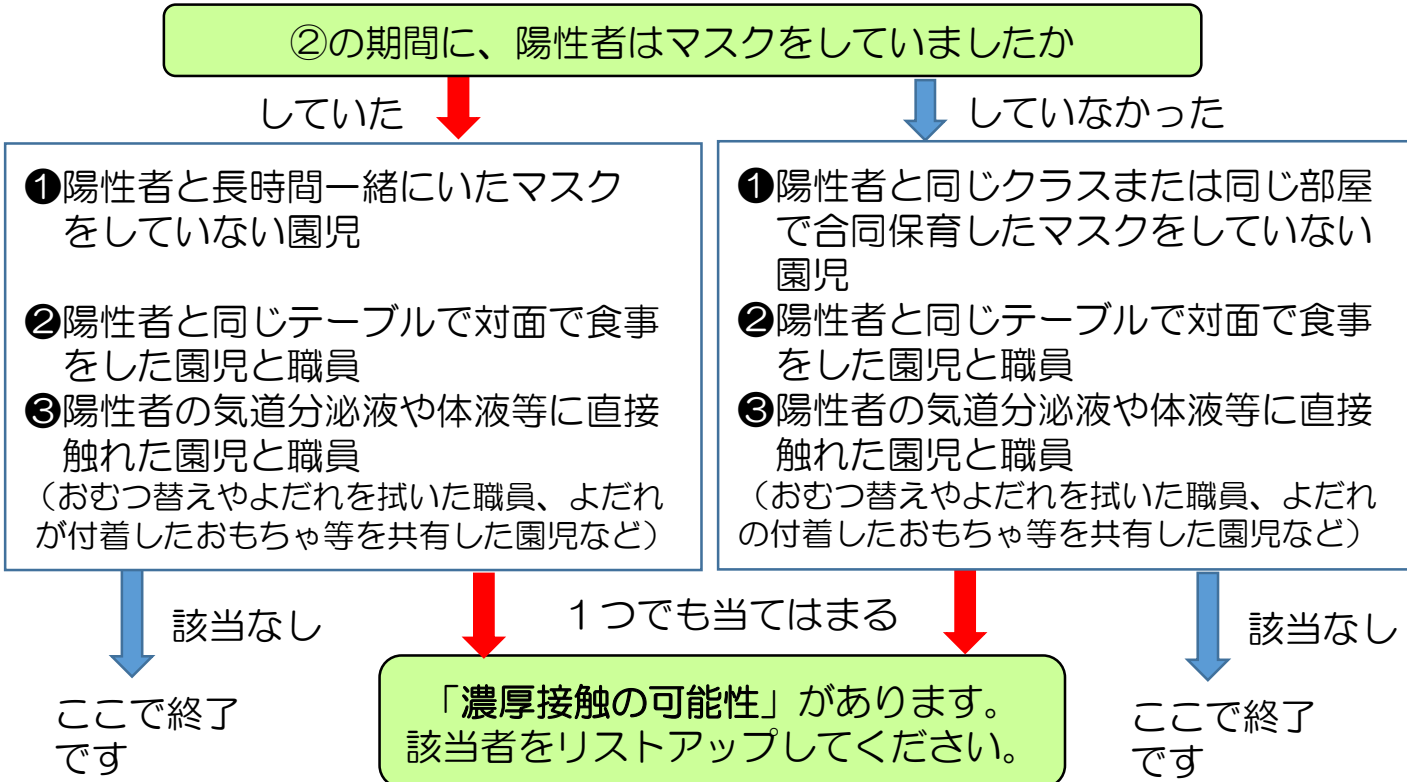 ②の期間に、陽性者はマスクをしていましたか
していた
していなかった
❶陽性者と長時間一緒にいたマスク
をしていない園児
❷陽性者と同じテーブルで対面で食事
をした園児と職員
❸陽性者の気道分泌液や体液等に直接
触れた園児と職員
（おむつ替えやよだれを拭いた職員、よだれ
が付着したおもちゃ等を共有した園児など）
❶陽性者と同じクラスまたは同じ部屋
で合同保育したマスクをしていない
園児
❷陽性者と同じテーブルで対面で食事
をした園児と職員
❸陽性者の気道分泌液や体液等に直接
触れた園児と職員
（おむつ替えやよだれを拭いた職員、よだれ
の付着したおもちゃ等を共有した園児など）
該当なし
１つでも当てはまる
該当なし
ここで終了
です
「濃厚接触の可能性」があります。
該当者をリストアップしてください。
ここで終了
です